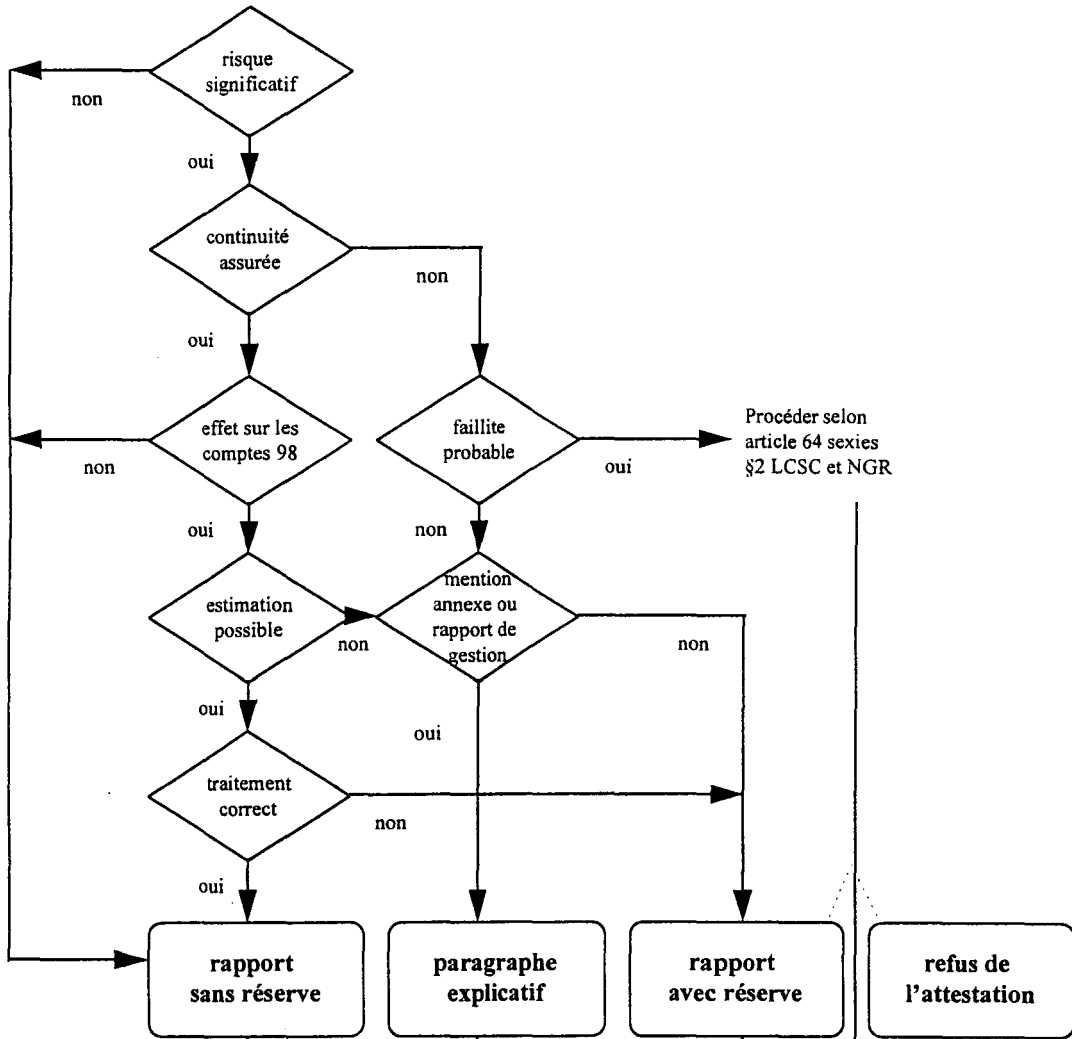 risque
significatif
non
oui
continuité
assurée
non
oui
effet sur les
comptes 98
non
faillite
probable
oui
Procéder selon
article 64 sexies
§2 LCSC et NGR
oui
non
estimation
possible
non
mention
annexe ou
rapport de
gestion
non
oui
oui
traitement
correct
non
oui
rapport
sans réserve
paragraphe
explicatif
rapport
avec réserve
refus de
l'attestation